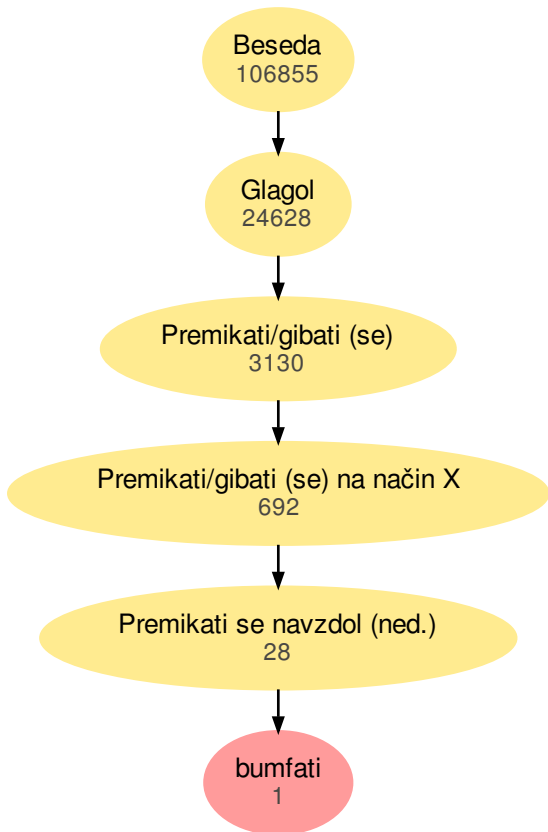 Beseda
106855
Glagol
24628
Premikati/gibati (se)
3130
Premikati/gibati (se) na način X
692
Premikati se navzdol (ned.)
28
bumfati
1